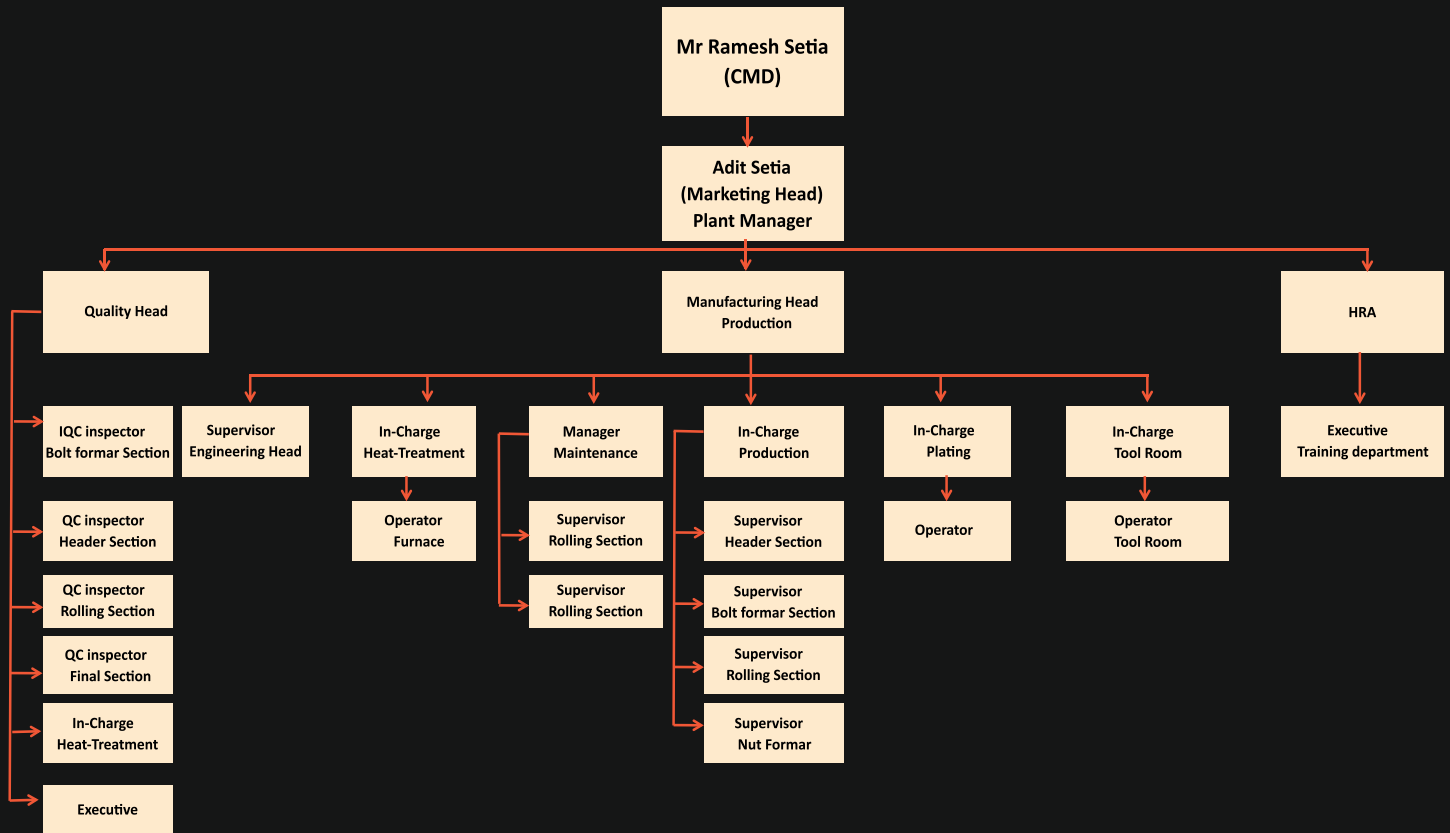 Mr Ramesh Setia
(CMD)
Adit Setia
(Marketing Head)
Plant Manager
Quality Head
Manufacturing Head
Production
HRA
IQC inspector
Bolt formar Section
Supervisor
Engineering Head
In-Charge
Heat-Treatment
Manager
Maintenance
In-Charge
Production
In-Charge
Plating
In-Charge
Tool Room
Executive
Training department
QC inspector
Header Section
Operator
Furnace
Supervisor
Rolling Section
Supervisor
Header Section
Operator
Operator
Tool Room
QC inspector
Rolling Section
Supervisor
Rolling Section
Supervisor
Bolt formar Section
QC inspector
Final Section
Supervisor
Rolling Section
In-Charge
Heat-Treatment
Supervisor
Nut Formar
Executive